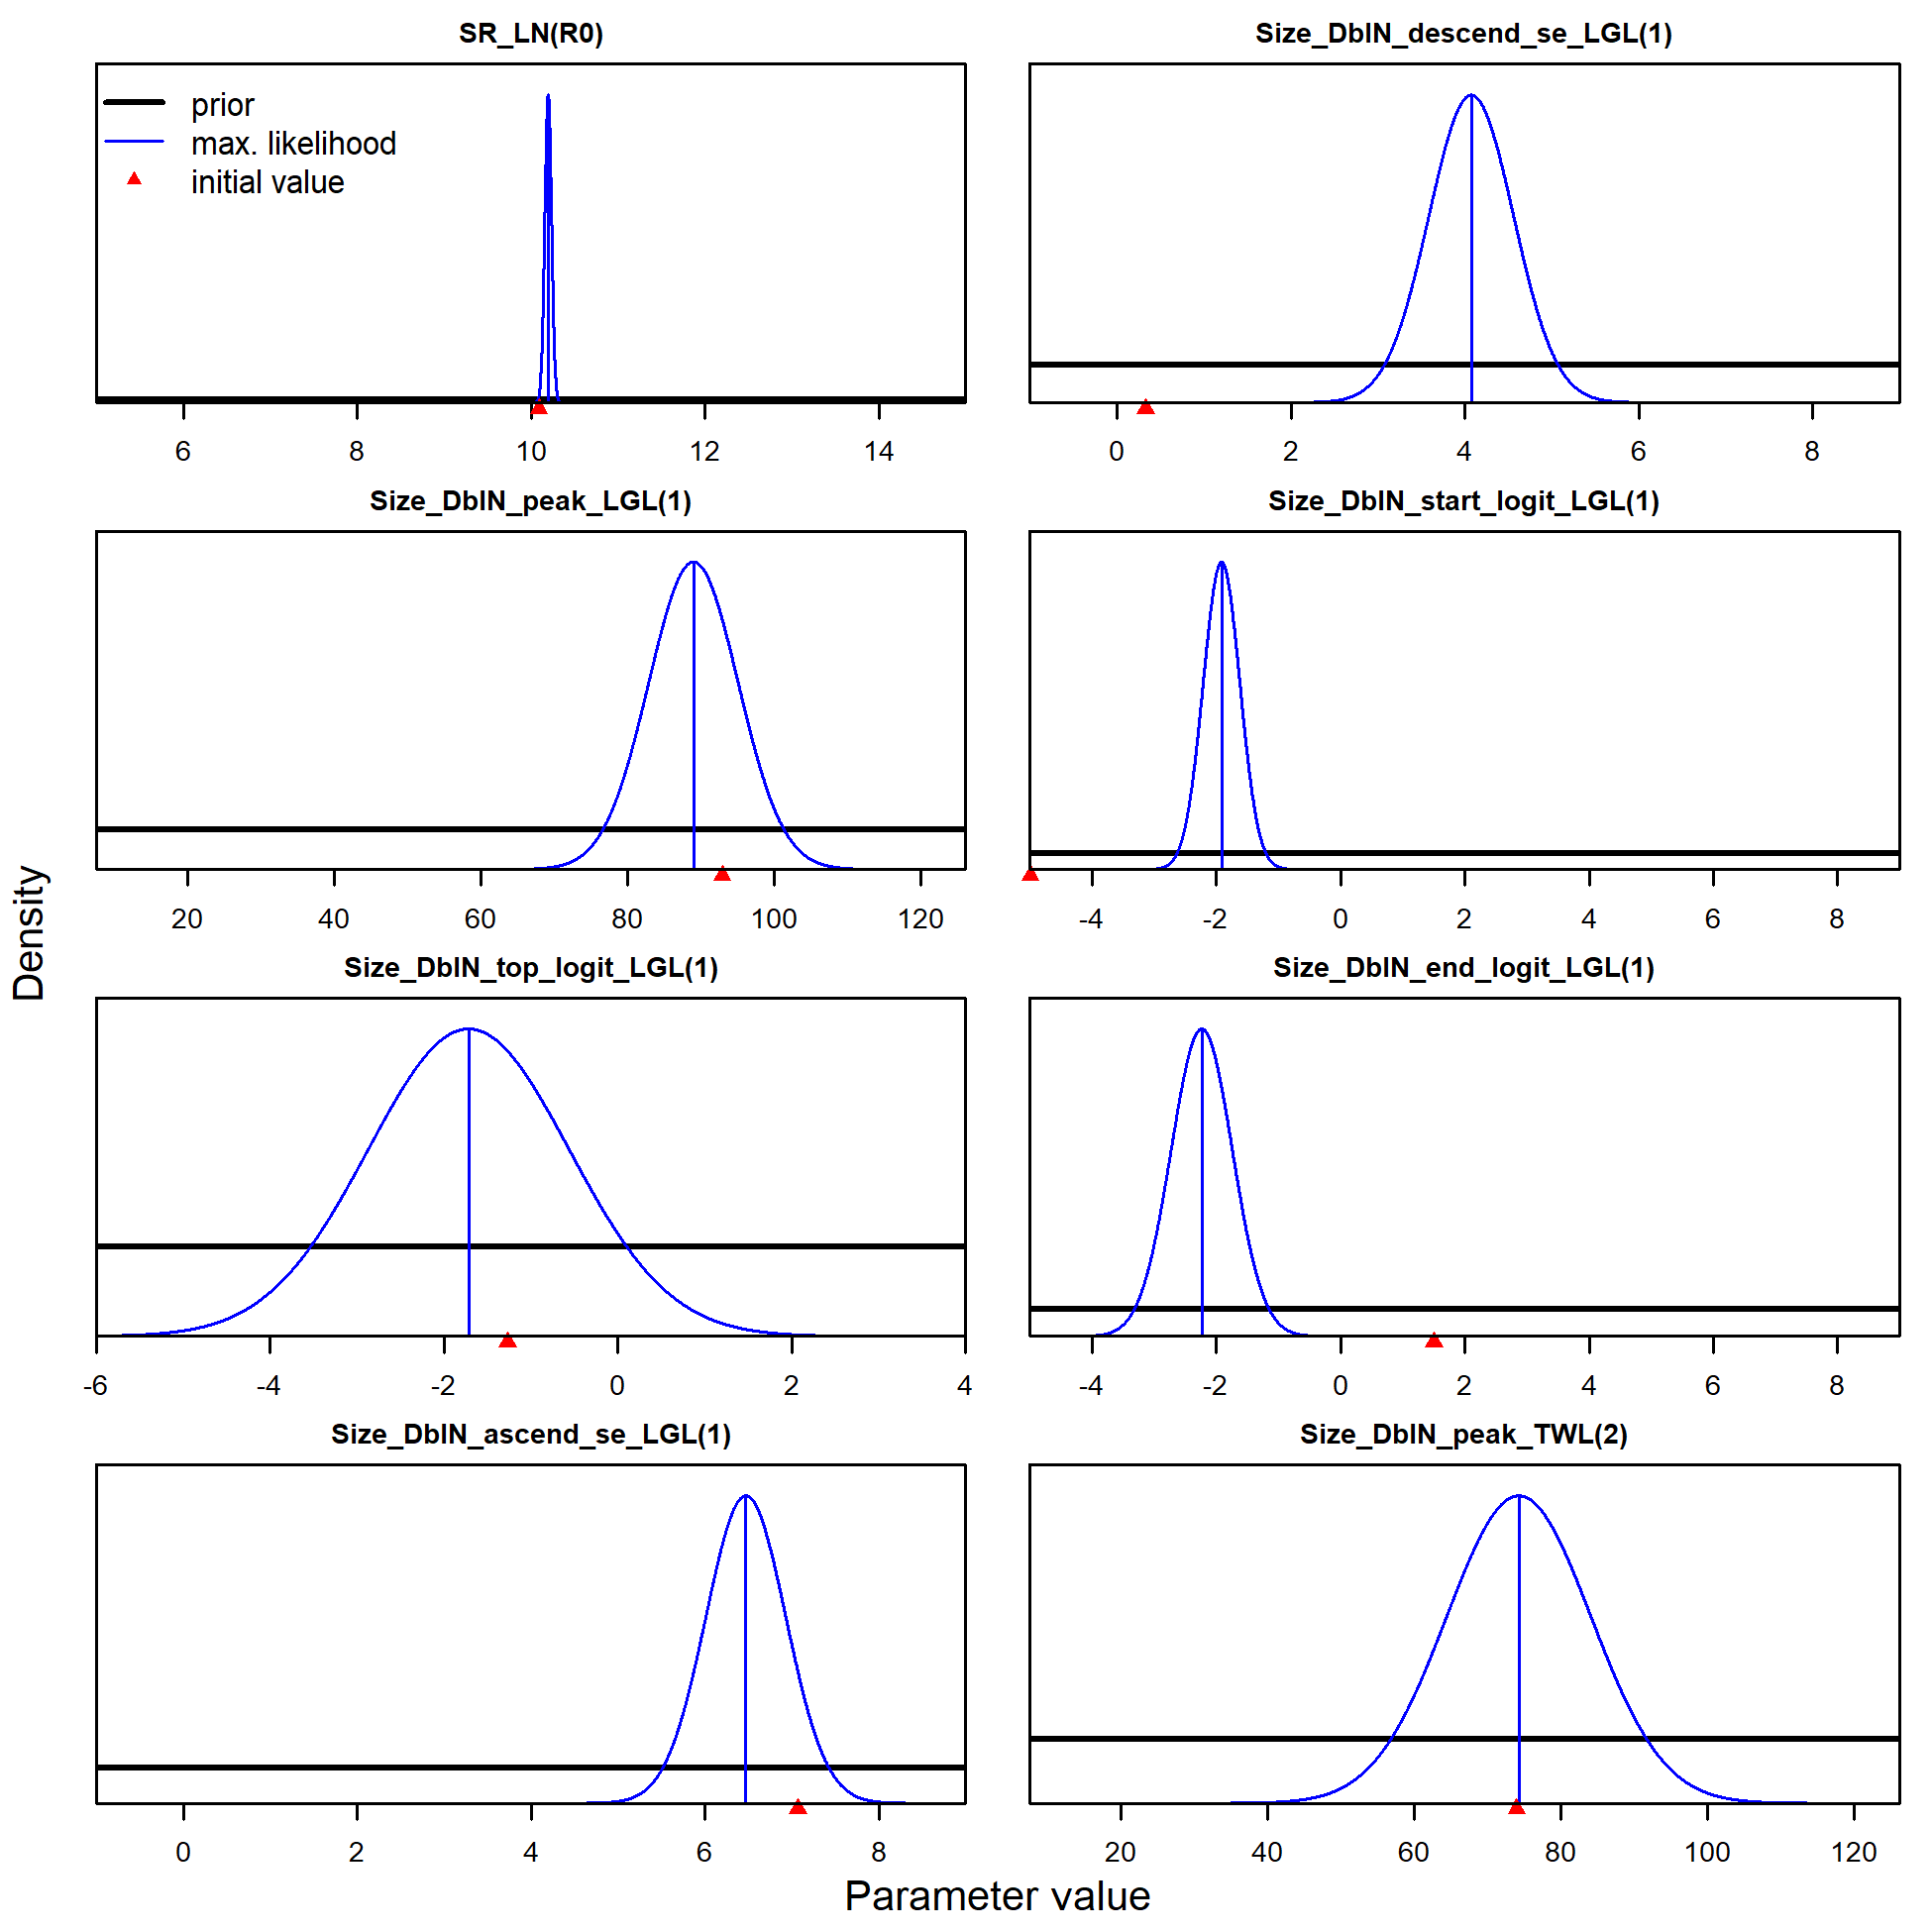 SR_LN(R0)
prior
max. likelihood
initial value
6 8 10 12 14
Size_DblN_descend_se_LGL(1)
0 2 4 6 8
Size_DblN_peak_LGL(1)
20 40 60 80 100 120
Size_DblN_start_logit_LGL(1)
-4 -2 0 2 4 6 8
Size_DblN_top_logit_LGL(1)
-6 -4 -2 0 2 4
Size_DblN_end_logit_LGL(1)
-4 -2 0 2 4 6 8
Size_DblN_ascend_se_LGL(1)
0 2 4 6 8
Size_DblN_peak_TWL(2)
20 40 60 80 100 120
Density
Parameter value